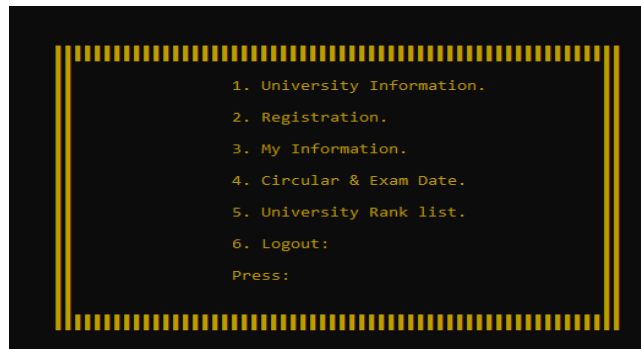 1. University Information.
2. Registration.
3. My Information.
4. Circular & Exam Date.
5. University Rank list.
6. Logout:
Press: